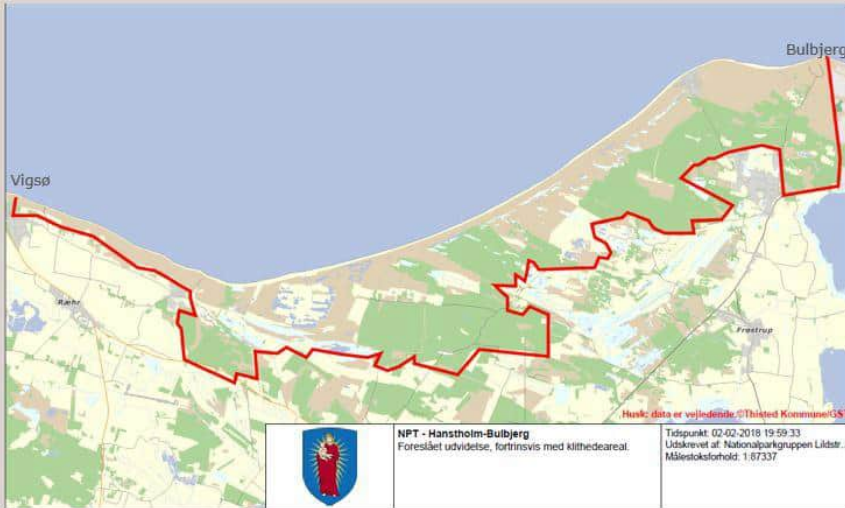 Bulbjerg
Vigsø
Ræhr
Frøstrup
Husk: data er vejledende.©Thisted Kommune/GS
NPT - Hanstholm-Bulbjerg
Foreslået udvidelse, fortrinsvis med klithedeareal.
Tidspunkt: 02-02-2018 19:59:33
Udskrevet af: Nationalparkgruppen Lildstr..
Målestoksforhold: 1:87337